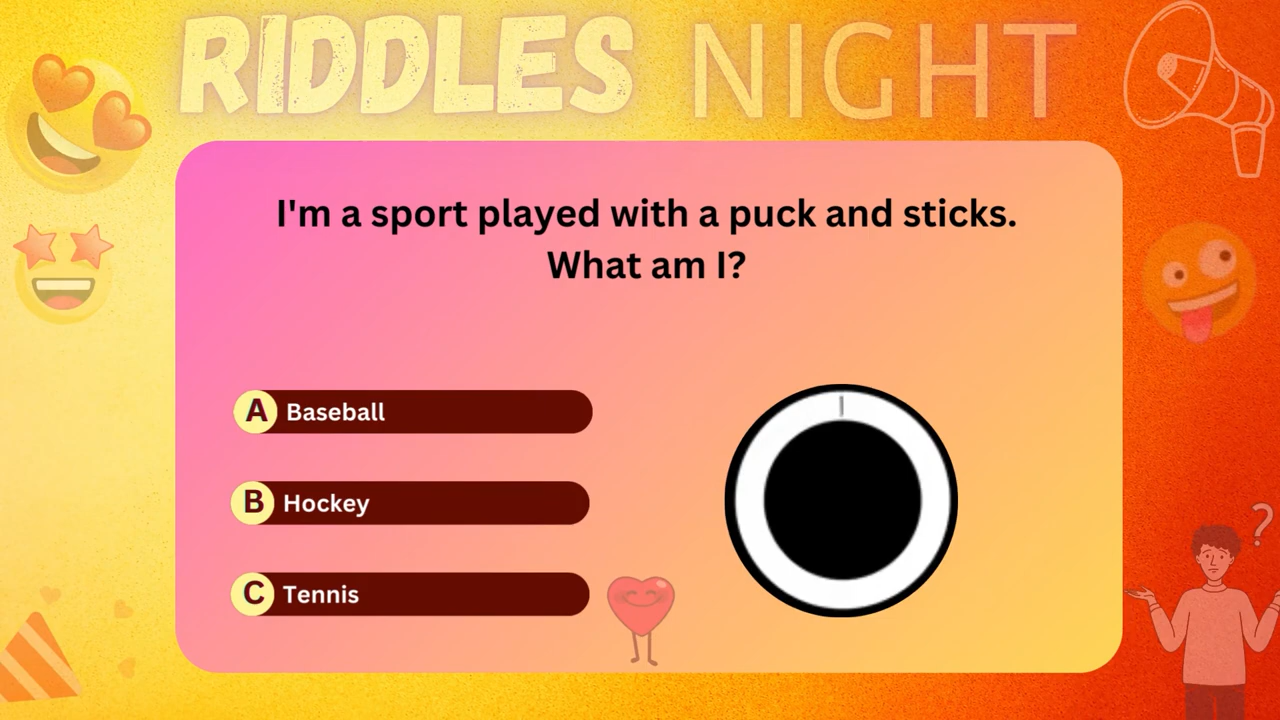 RIDDLES NIGHT
I'm a sport played with a puck and sticks.
What am I?
A Baseball
B Hockey
C Tennis
?